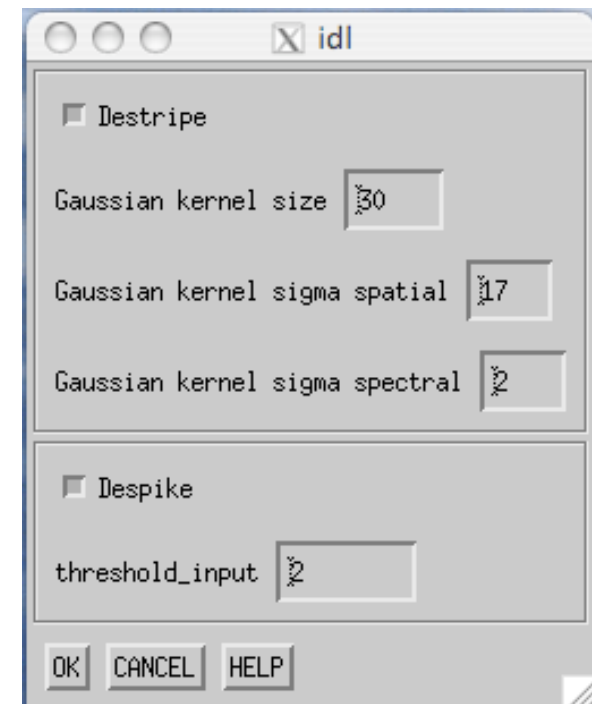 idl
Destripe
Gaussian kernel size 30
Gaussian kernel sigma spatial 17
Gaussian kernel sigma spectral 2
Despike
threshold_input 2
OK CANCEL HELP